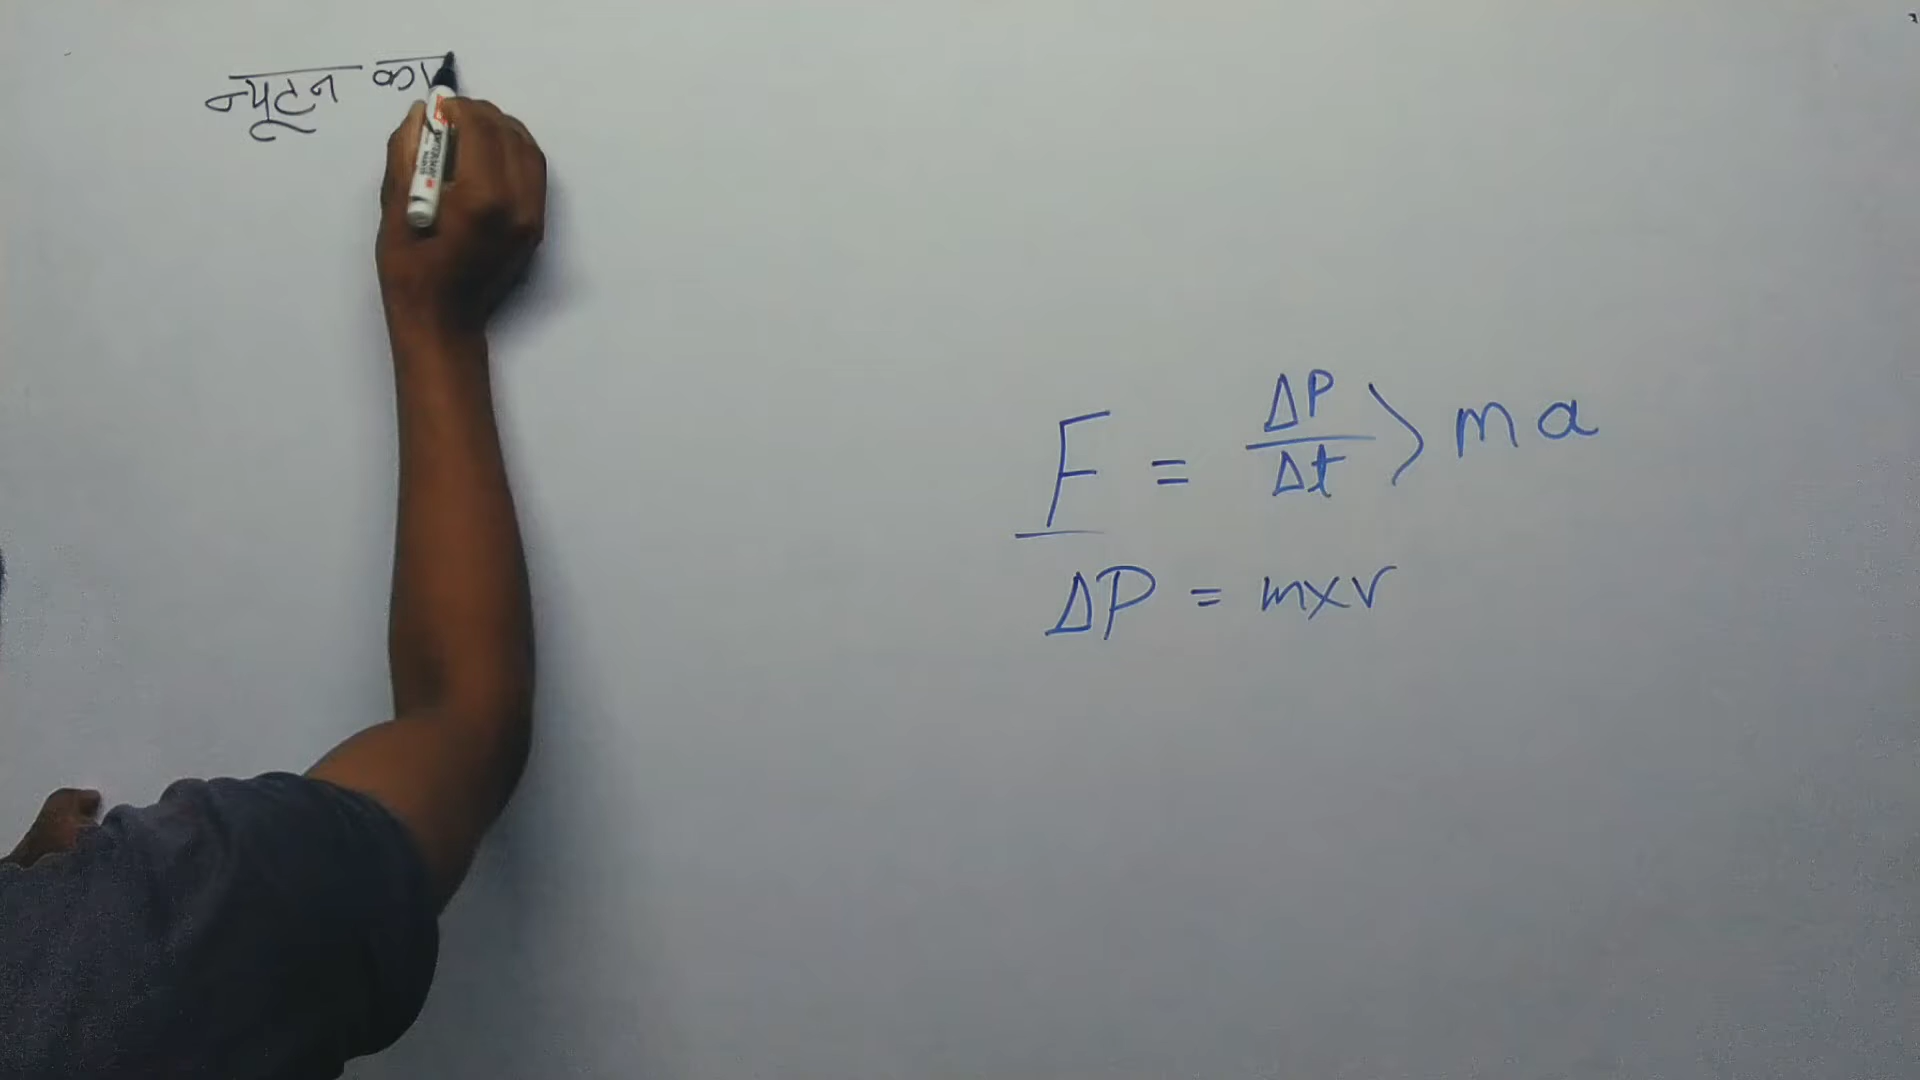 न्यूटन का
F = ΔP/Δt > ma
ΔP = m×v